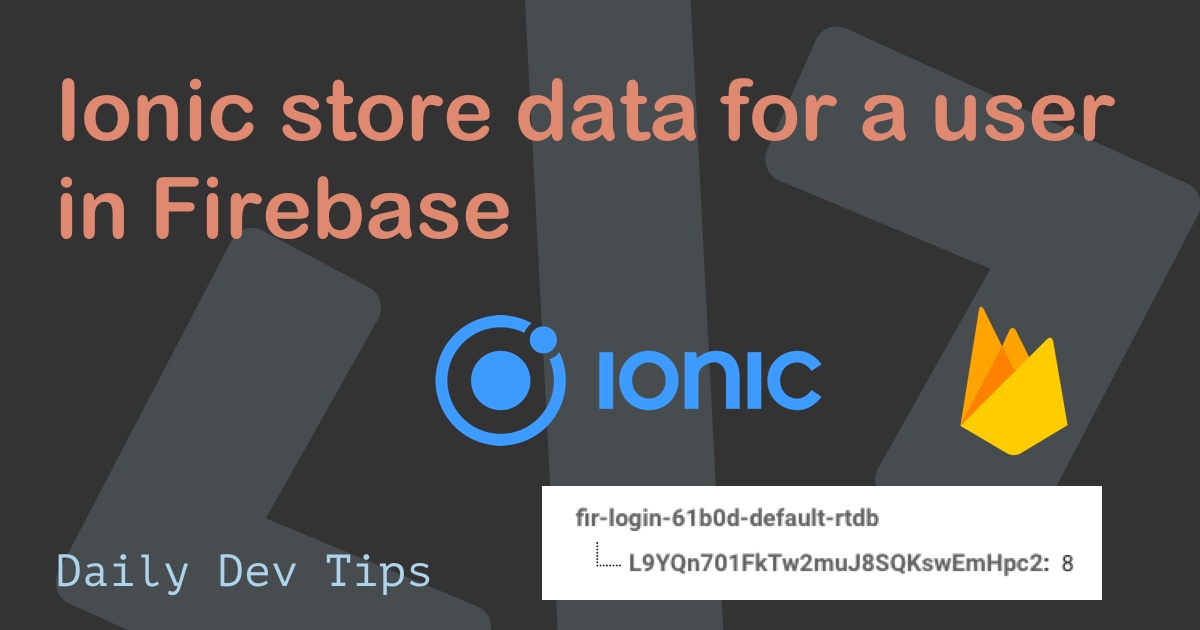 Ionic store data for a user
in Firebase
ionic
fir-login-61b0d-default-rtdb
L9YQn701FkTw2muJ8SQKswEmHpc2: 8
Daily Dev Tips